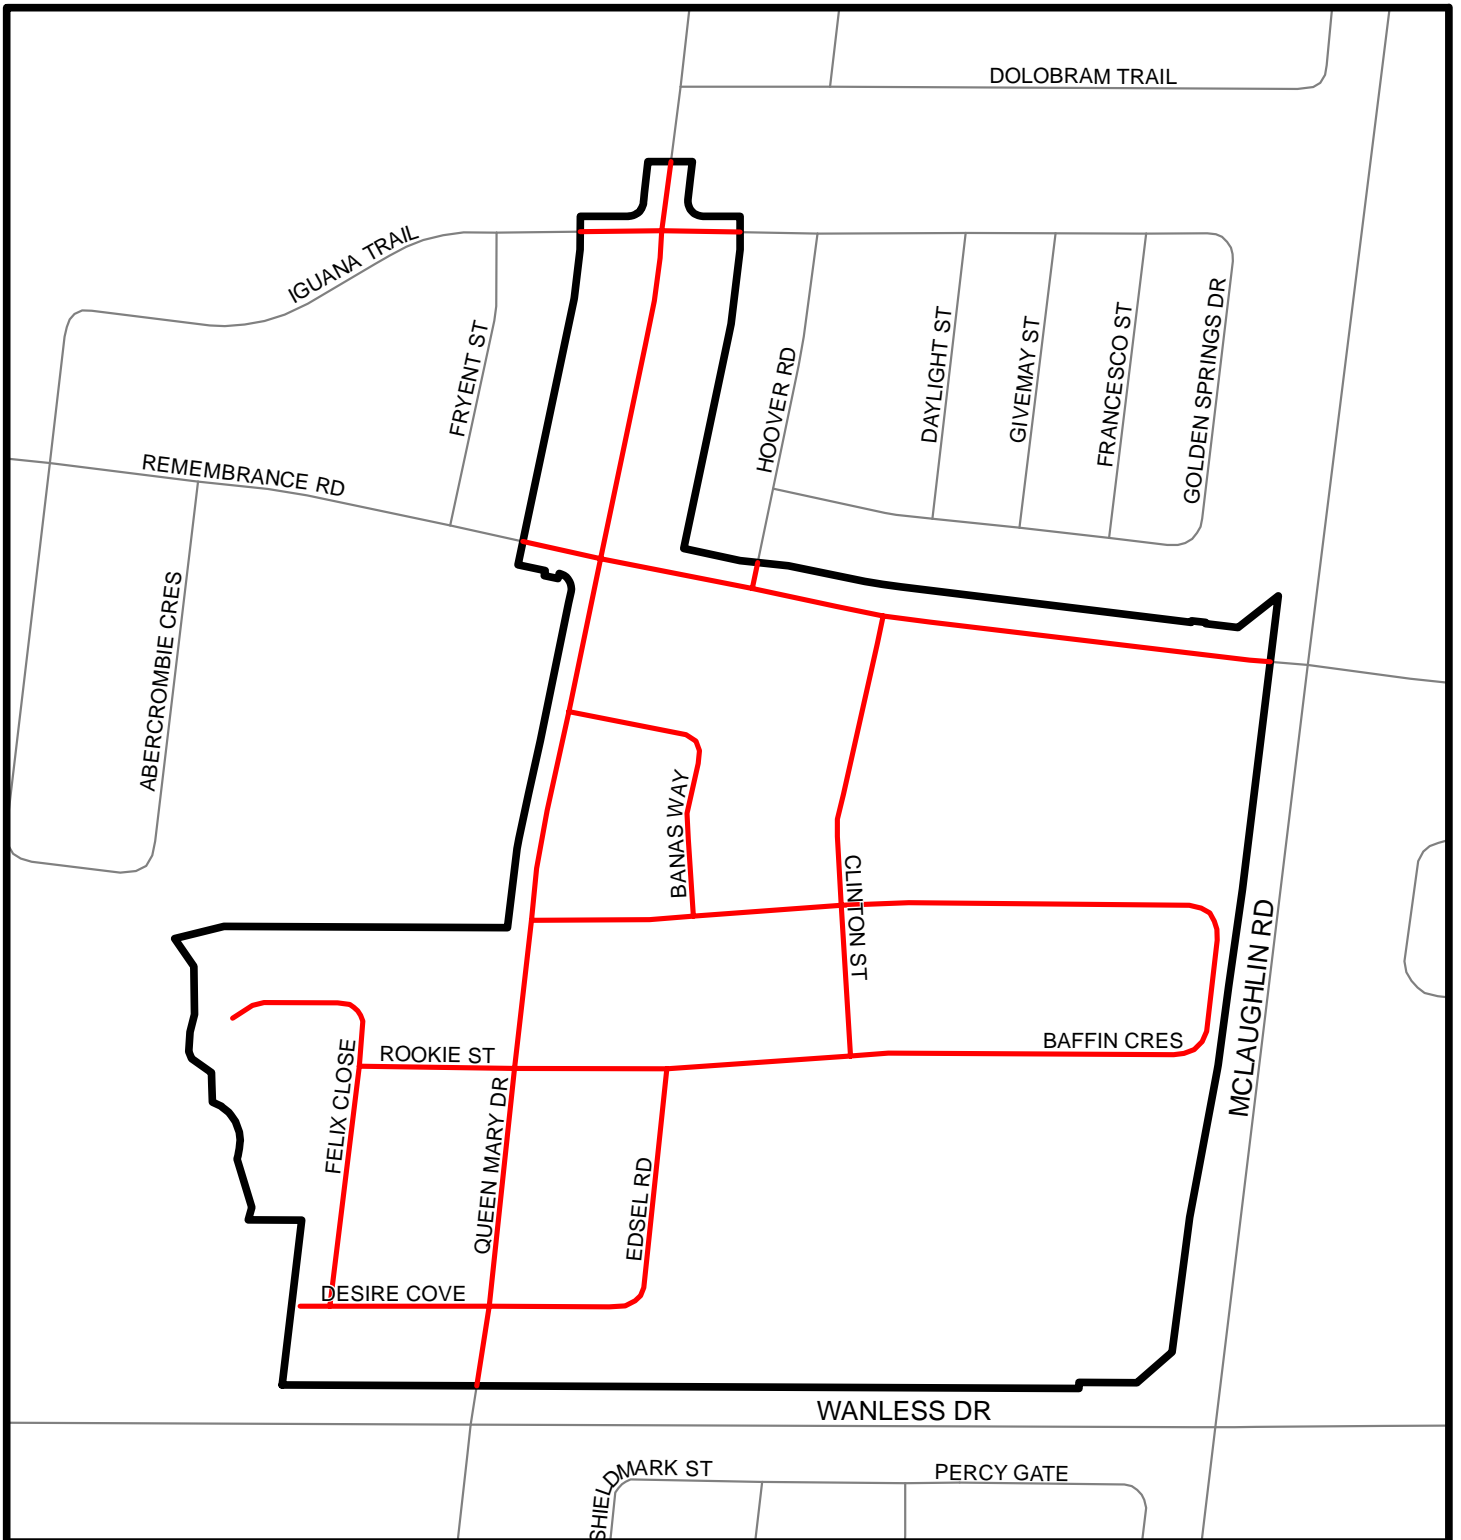 DOLOBRAM TRAIL
IGUANA TRAIL
FRYENT ST
HOOVER RD
DAYLIGHT ST
GIVEMAY ST
FRANCESCO ST
GOLDEN SPRINGS DR
REMEMBRANCE RD
ABERCROMBIE CRES
BANAS WAY
CLINTON ST
MCLAUGHLIN RD
BAFFIN CRES
ROOKIE ST
FELIX CLOSE
QUEEN MARY DR
EDSEL RD
DESIRE COVE
WANLESS DR
SHIELDMARK ST
PERCY GATE